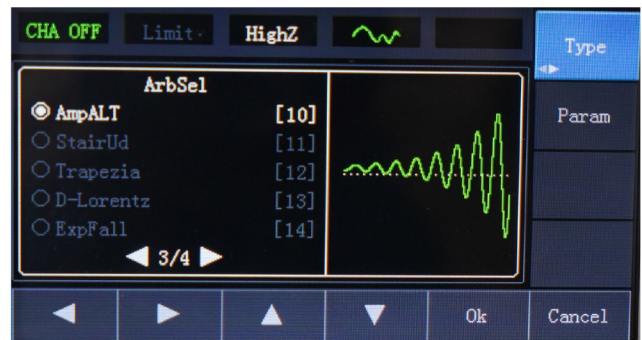 CHA OFF Limit HighZ Type
ArbSel
AmpALT [10] Param
StairUd [11]
Trapezia [12]
D-Lorentz [13]
ExpFall [14]
3/4
Ok Cancel